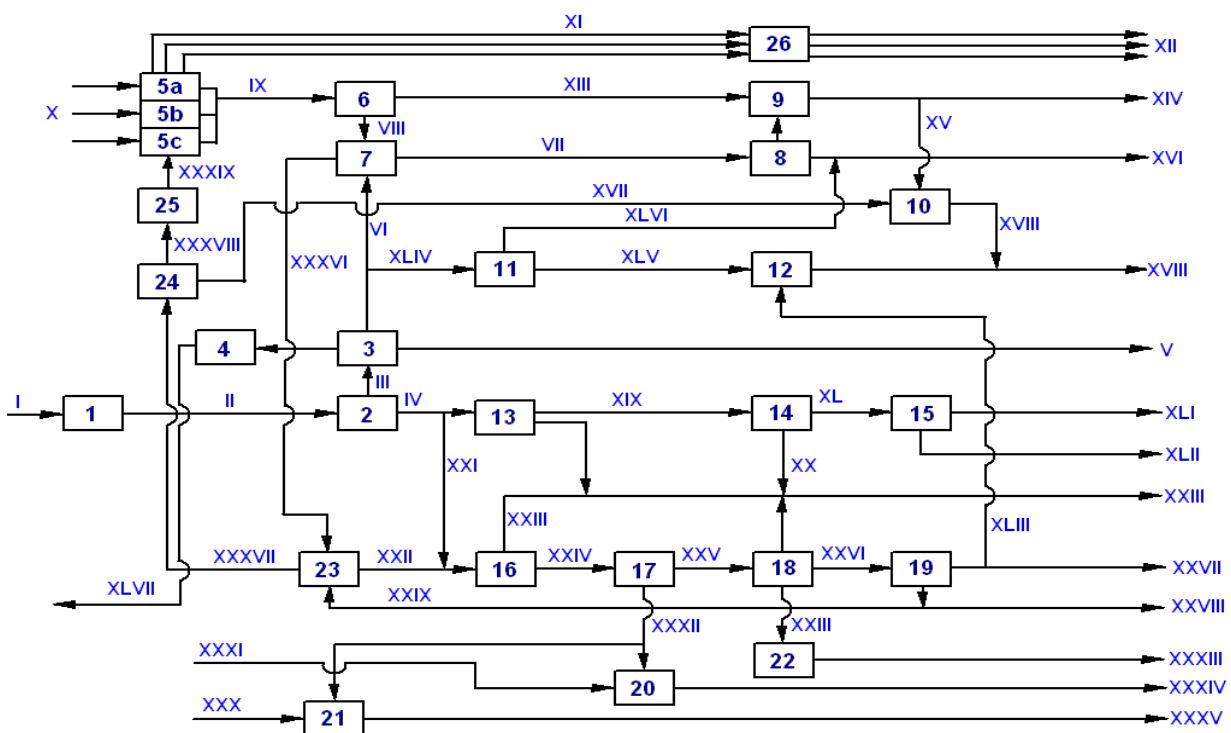 XI
26
XII
5a
IX
6
XIII
9
XIV
X
5b
5c
VIII
XV
7
VII
8
XVI
XXXIX
25
XVII
10
VI
XLVI
XVIII
XXXVIII
XXXVI
XLIV
11
XLV
12
XVIII
24
4
3
V
III
I
1
II
2
IV
13
XIX
14
XL
15
XLI
XLII
XXI
XX
XXIII
XXIII
XLIII
XXXVII
23
XXII
16
XXIV
17
XXV
18
XXVI
19
XXVII
XLVII
XXIX
XXVIII
XXXII
XXIII
XXXI
22
XXXIII
20
XXXIV
XXX
21
XXXV